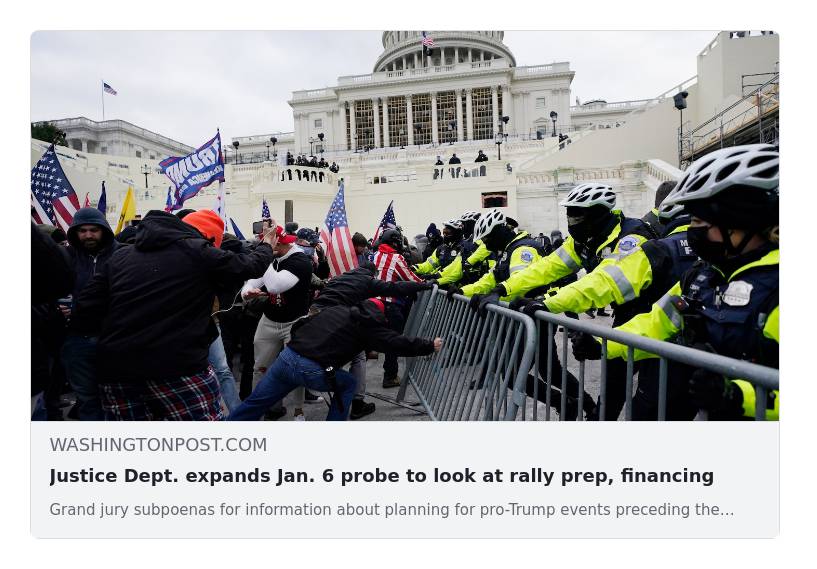 TRUMP
WASHINGTONPOST.COM
Justice Dept. expands Jan. 6 probe to look at rally prep, financing
Grand jury subpoenas for information about planning for pro-Trump events preceding the…